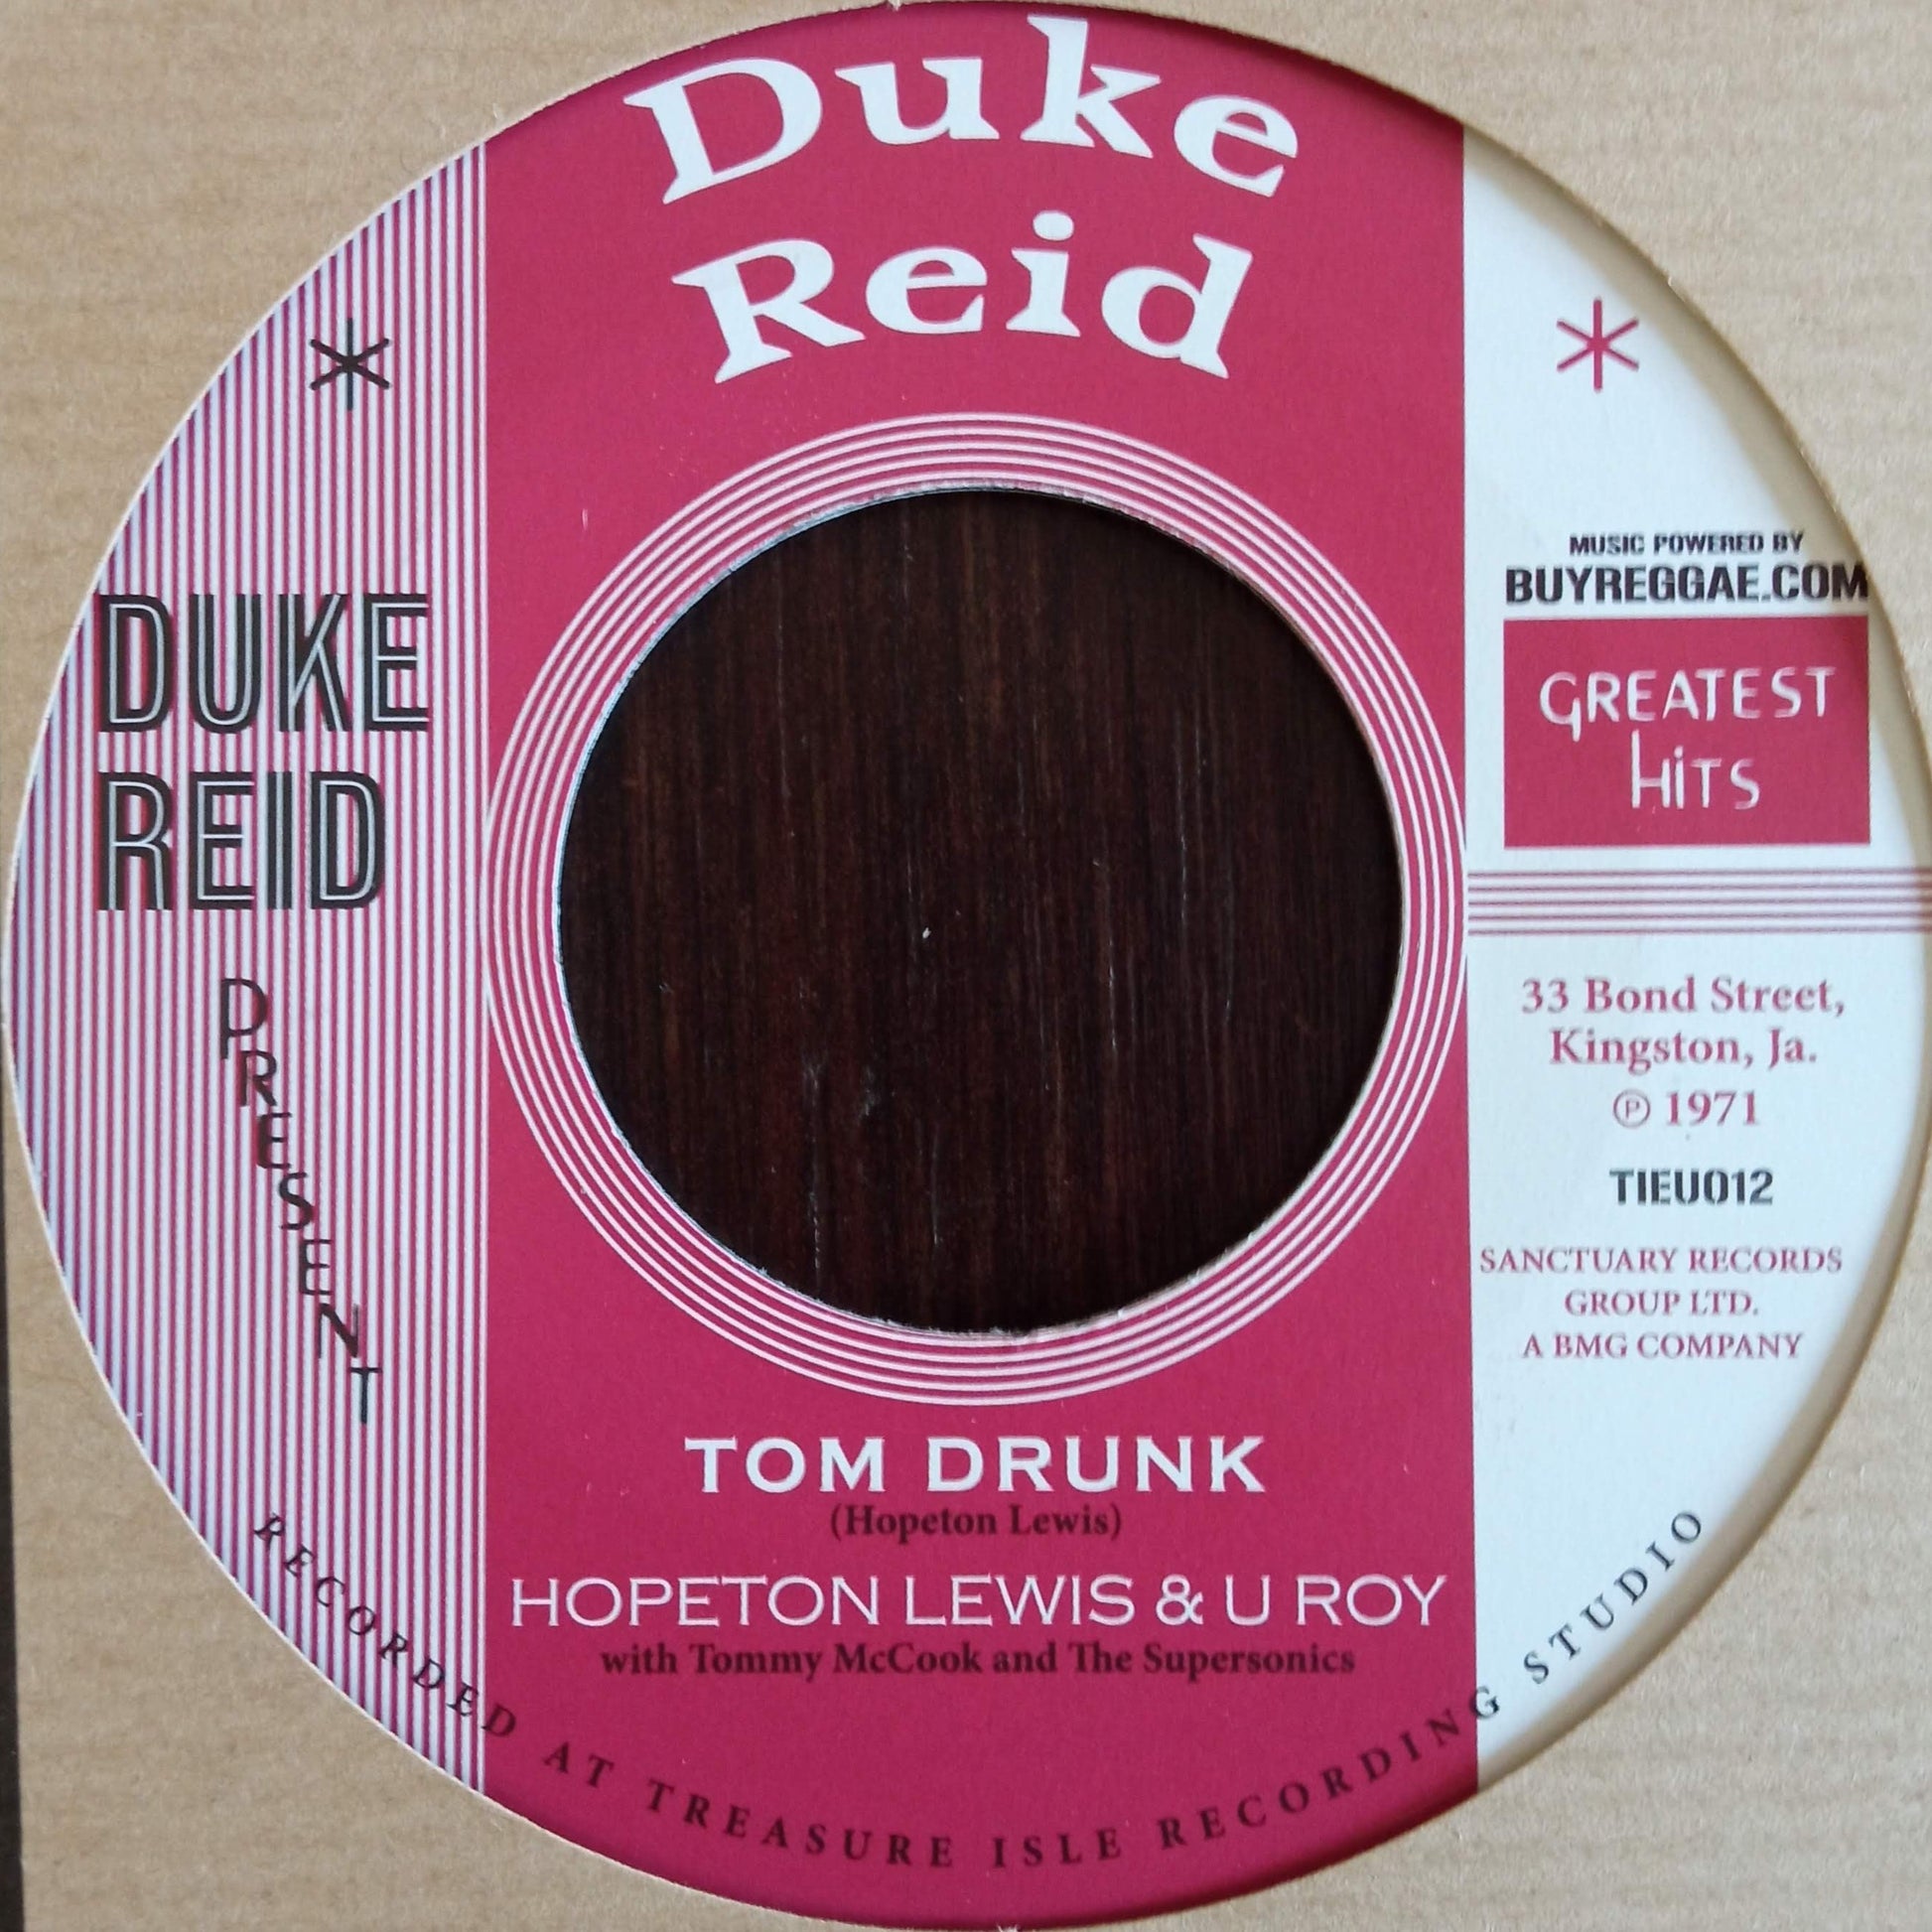 Duke
Reid
DUKE
REID
PRESENT
MUSIC POWERED BY
BUYREGGAE.COM
GREATEST
HiTS
33 Bond Street,
Kingston, Ja.
℗ 1971
TIEU012
SANCTUARY RECORDS
GROUP LTD.
A BMG COMPANY
TOM DRUNK
(Hopeton Lewis)
HOPETON LEWIS & U ROY
with Tommy McCook and The Supersonics
RECORDED AT TREASURE ISLE RECORDING STUDIO